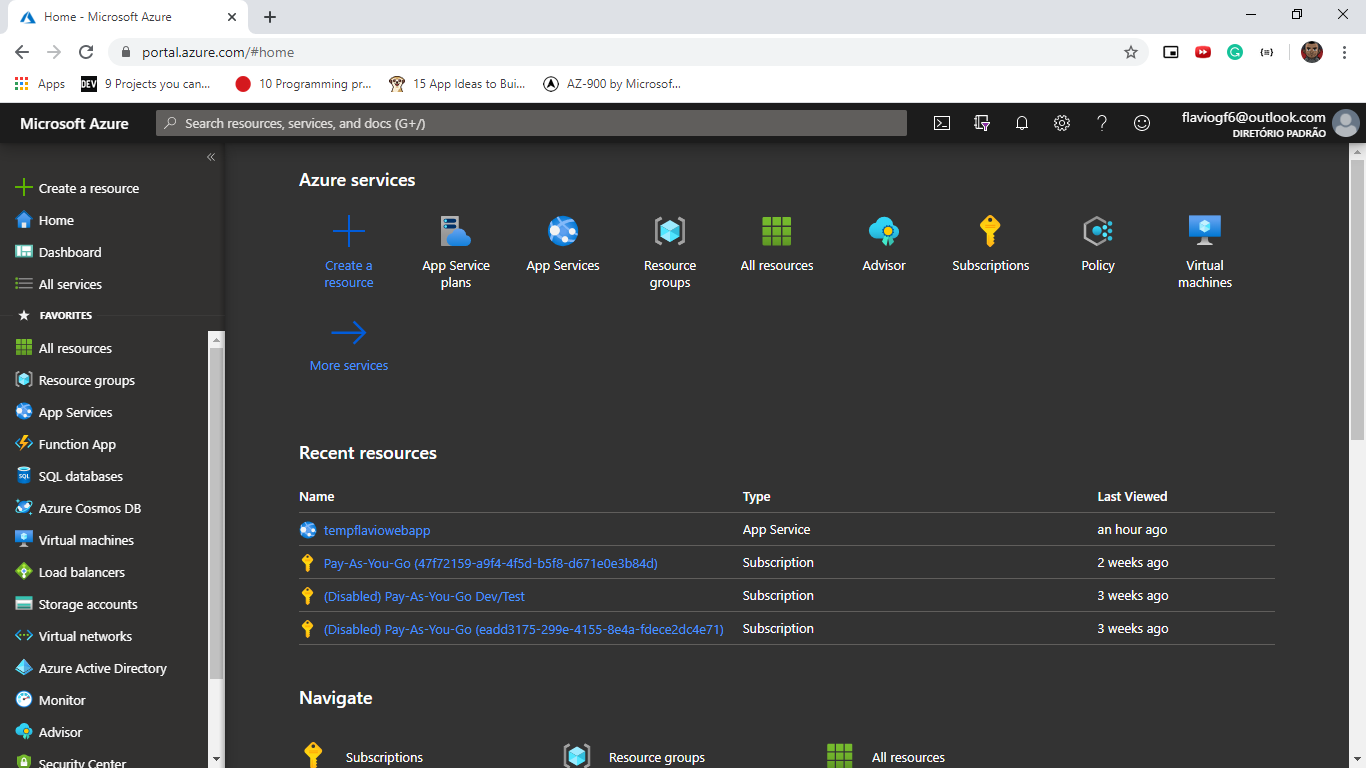 Home - Microsoft Azure
portal.azure.com/#home
Apps
DEV
9 Projects you can...
10 Programming pr...
15 App Ideas to Bui...
AZ-900 by Microsof...
Microsoft Azure
Search resources, services, and docs (G+/)
flaviogf6@outlook.com
DIRETÓRIO PADRÃO
Create a resource
Home
Dashboard
All services
FAVORITES
All resources
Resource groups
App Services
Function App
SQL databases
Azure Cosmos DB
Virtual machines
Load balancers
Storage accounts
Virtual networks
Azure Active Directory
Monitor
Advisor
Security Center
Azure services
Create a
resource
App Service
plans
App Services
Resource
groups
All resources
Advisor
Subscriptions
Policy
Virtual
machines
More services
Recent resources
Name Type Last Viewed
tempflaviowebapp App Service an hour ago
Pay-As-You-Go (47f72159-a9f4-4f5d-b5f8-d671e0e3b84d) Subscription 2 weeks ago
(Disabled) Pay-As-You-Go Dev/Test Subscription 3 weeks ago
(Disabled) Pay-As-You-Go (eadd3175-299e-4155-8e4a-fdece2dc4e71) Subscription 3 weeks ago
Navigate
Subscriptions
Resource groups
All resources